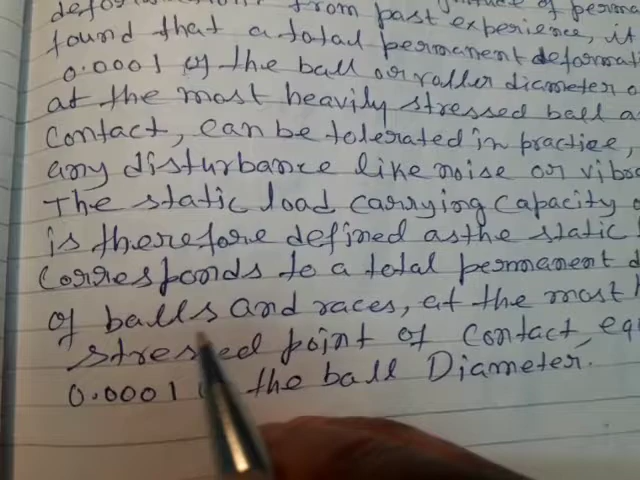 from past experience, it
found that a total permanent deformat
0.0001 of the ball or roller diameter o
at the most heavily stressed ball a
Contact, can be tolerated in practice,
any disturbance like noise or vibra
The static load carrying capacity o
is therefore defined as the static
Corresponds to a total permanent d
of balls and races, at the most h
stressed point of contact, equ
0.0001 of the ball Diameter.